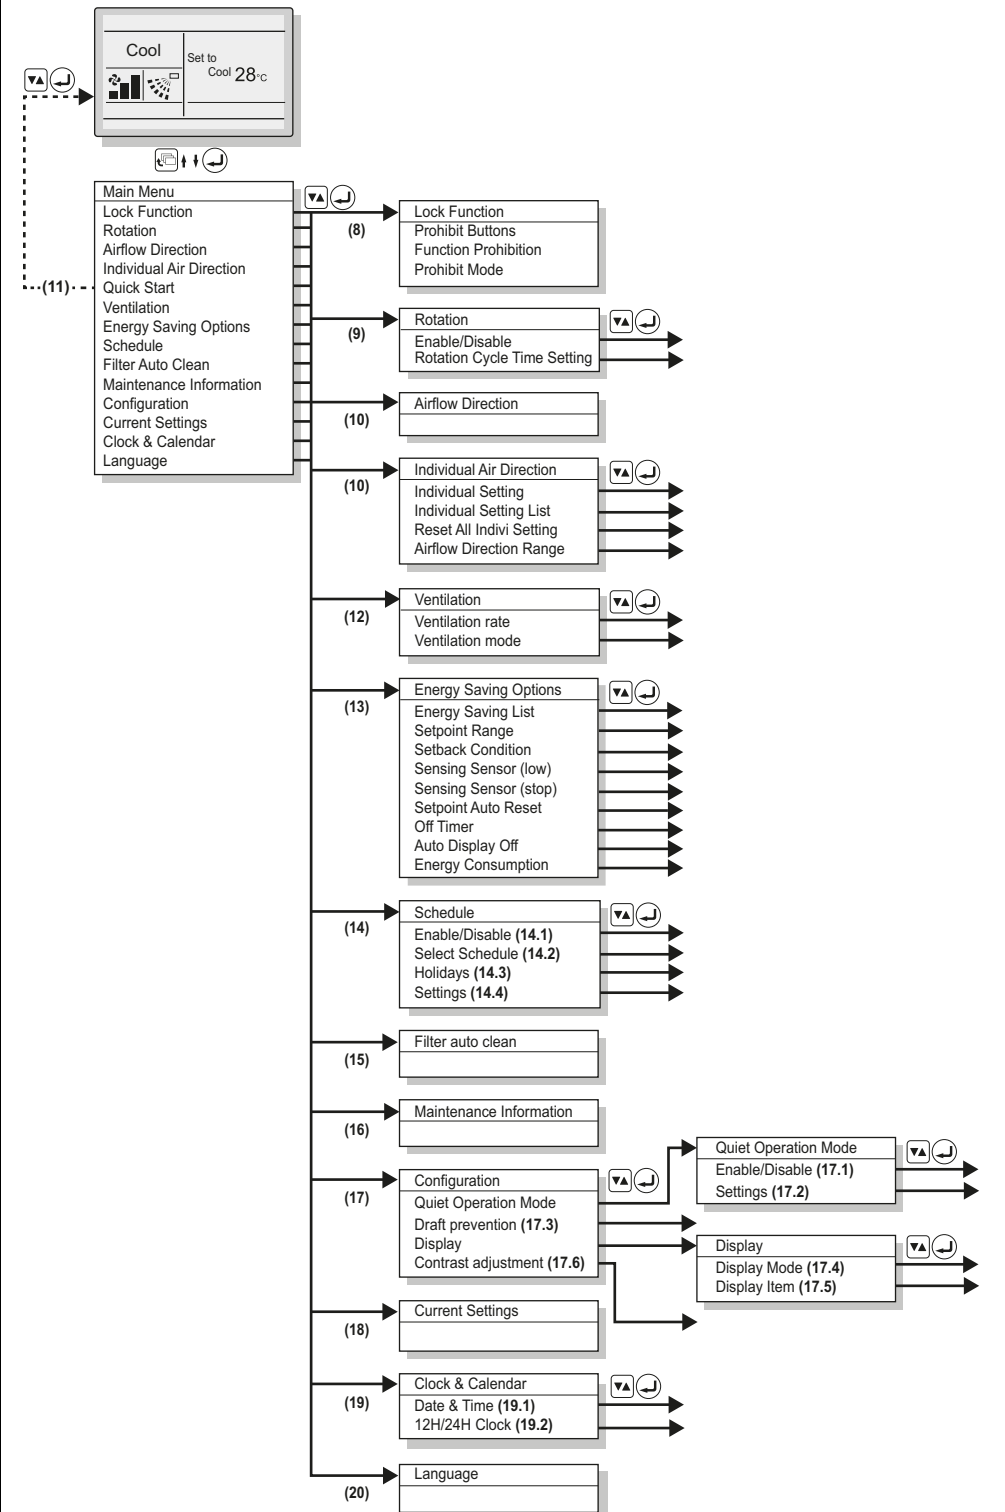 Cool
Set to
Cool 28°C
Main Menu
Lock Function
Rotation
Airflow Direction
Individual Air Direction
Quick Start
Ventilation
Energy Saving Options
Schedule
Filter Auto Clean
Maintenance Information
Configuration
Current Settings
Clock & Calendar
Language
(11)
(8)
Lock Function
Prohibit Buttons
Function Prohibition
Prohibit Mode
(9)
Rotation
Enable/Disable
Rotation Cycle Time Setting
(10)
Airflow Direction
(10)
Individual Air Direction
Individual Setting
Individual Setting List
Reset All Indivi Setting
Airflow Direction Range
(12)
Ventilation
Ventilation rate
Ventilation mode
(13)
Energy Saving Options
Energy Saving List
Setpoint Range
Setback Condition
Sensing Sensor (low)
Sensing Sensor (stop)
Setpoint Auto Reset
Off Timer
Auto Display Off
Energy Consumption
(14)
Schedule
Enable/Disable (14.1)
Select Schedule (14.2)
Holidays (14.3)
Settings (14.4)
(15)
Filter auto clean
(16)
Maintenance Information
(17)
Configuration
Quiet Operation Mode
Draft prevention (17.3)
Display
Contrast adjustment (17.6)
Quiet Operation Mode
Enable/Disable (17.1)
Settings (17.2)
Display
Display Mode (17.4)
Display Item (17.5)
(18)
Current Settings
(19)
Clock & Calendar
Date & Time (19.1)
12H/24H Clock (19.2)
(20)
Language